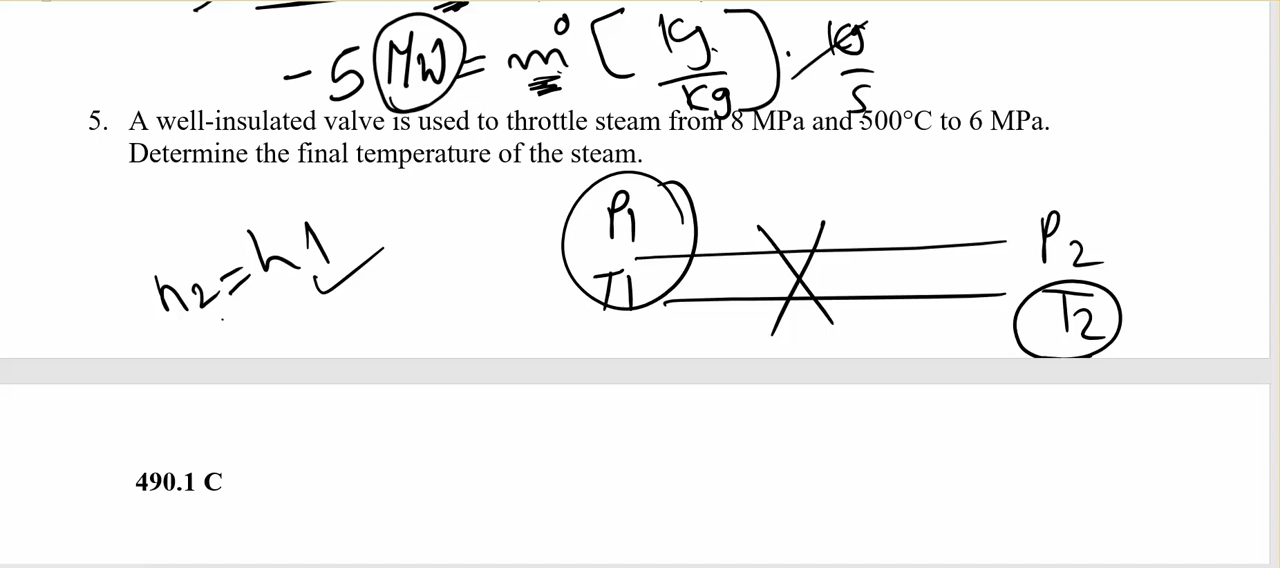 - 5 MW = m° [ KJ / Kg ] . kg / s
5. A well-insulated valve is used to throttle steam from 8 MPa and 500°C to 6 MPa.
Determine the final temperature of the steam.
P1
P2
h2 = h1
T1
T2
490.1 C